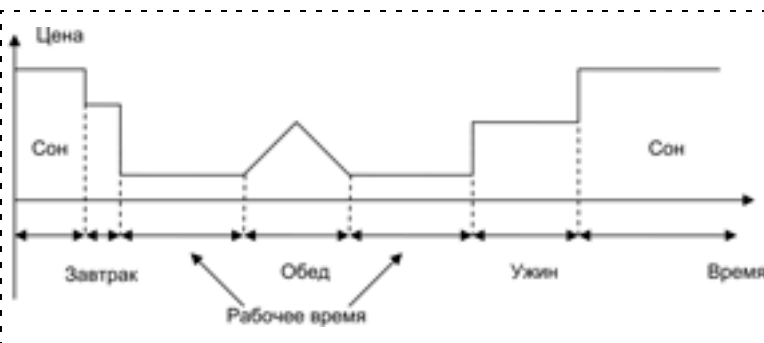 Цена
Сон
Сон
Завтрак
Обед
Ужин
Время
Рабочее время